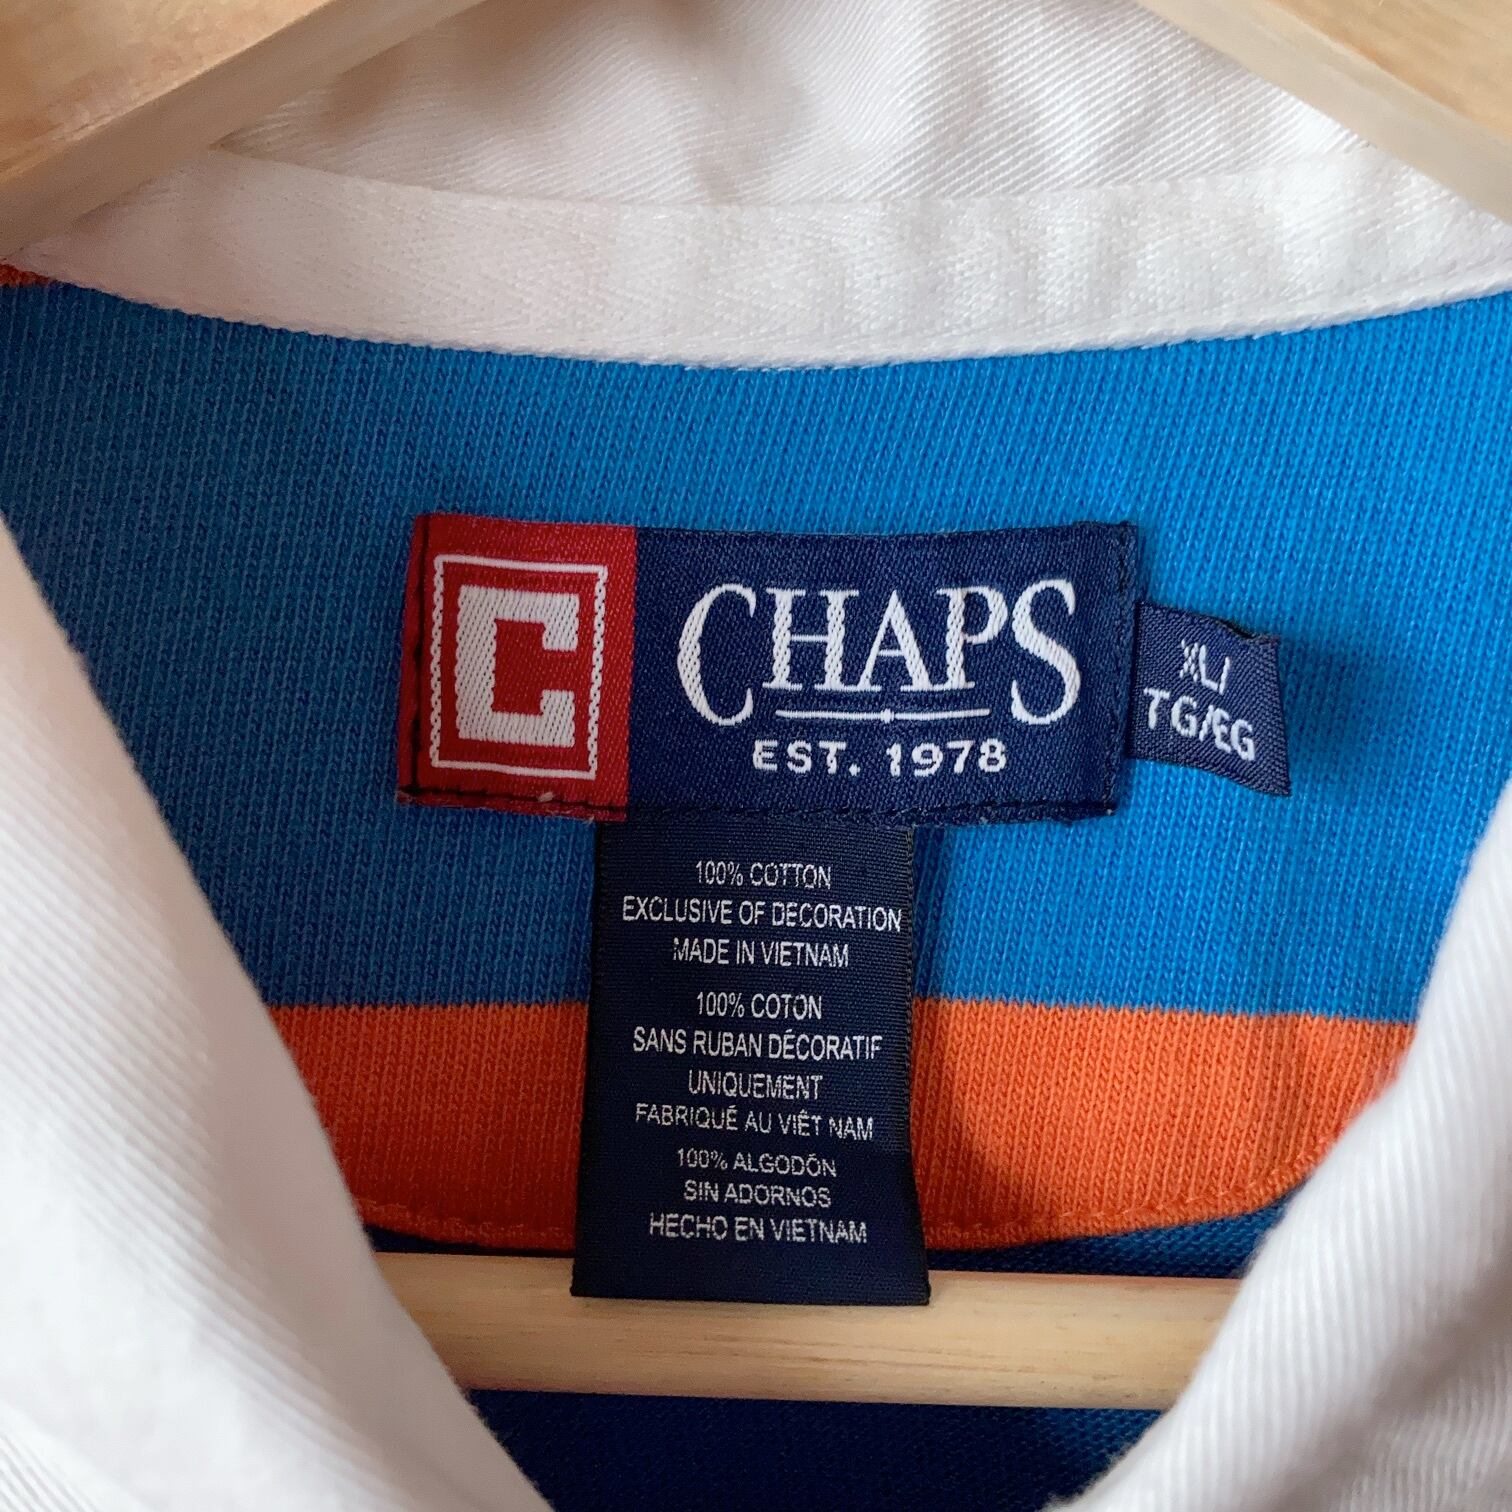 C
CHAPS
EST. 1978
XL/
TG/EG
100% COTTON
EXCLUSIVE OF DECORATION
MADE IN VIETNAM
100% COTON
SANS RUBAN DÉCORATIF
UNIQUEMENT
FABRIQUÉ AU VIÊT NAM
100% ALGODÓN
SIN ADORNOS
HECHO EN VIETNAM